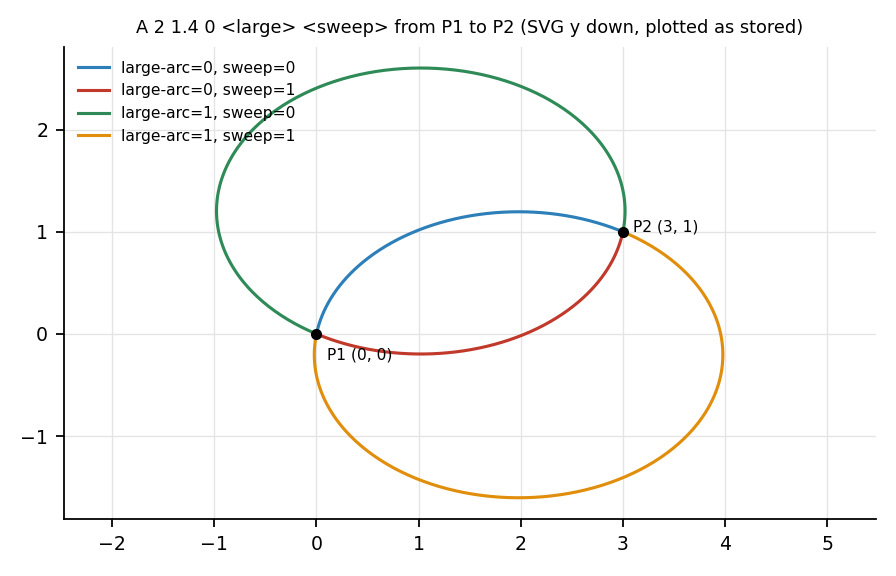 A 2 1.4 0 <large> <sweep> from P1 to P2 (SVG y down, plotted as stored)
large-arc=0, sweep=0
large-arc=0, sweep=1
large-arc=1, sweep=0
large-arc=1, sweep=1
2
1
0
−1
P2 (3, 1)
P1 (0, 0)
−2
−1
0
1
2
3
4
5